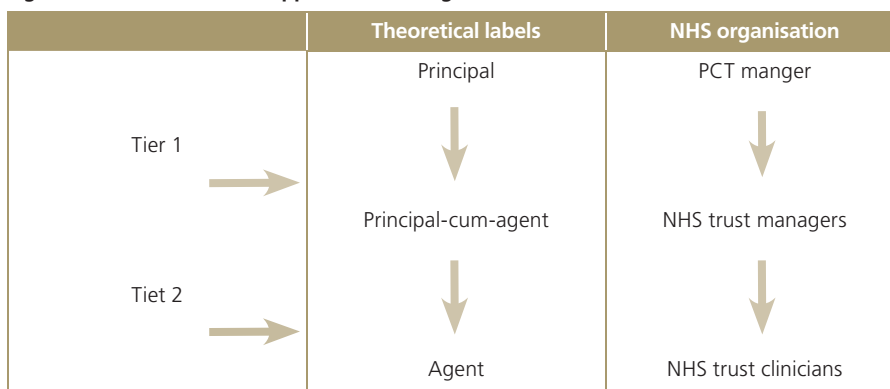 Theoretical labels NHS organisation
Principal PCT manger
Tier 1
Principal-cum-agent NHS trust managers
Tiet 2
Agent NHS trust clinicians